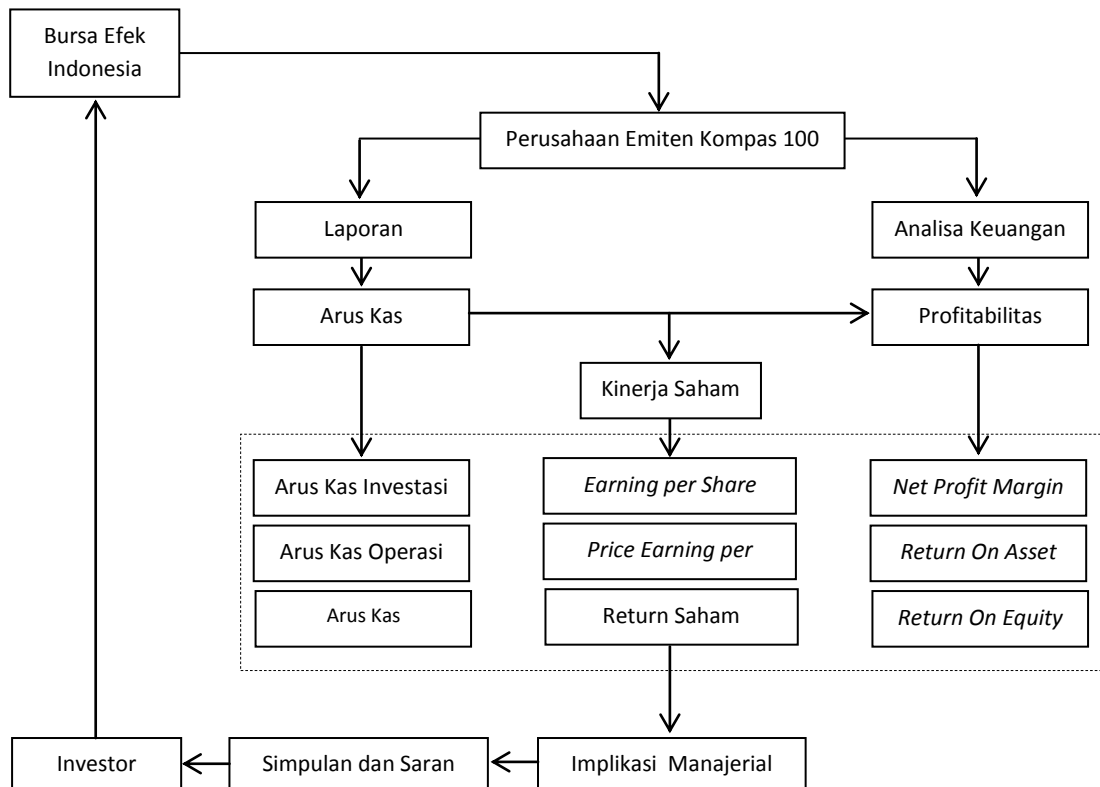 Bursa Efek
Indonesia
Perusahaan Emiten Kompas 100
Laporan
Analisa Keuangan
Arus Kas
Profitabilitas
Kinerja Saham
Arus Kas Investasi
Earning per Share
Net Profit Margin
Arus Kas Operasi
Price Earning per
Return On Asset
Arus Kas
Return Saham
Return On Equity
Investor
Simpulan dan Saran
Implikasi Manajerial